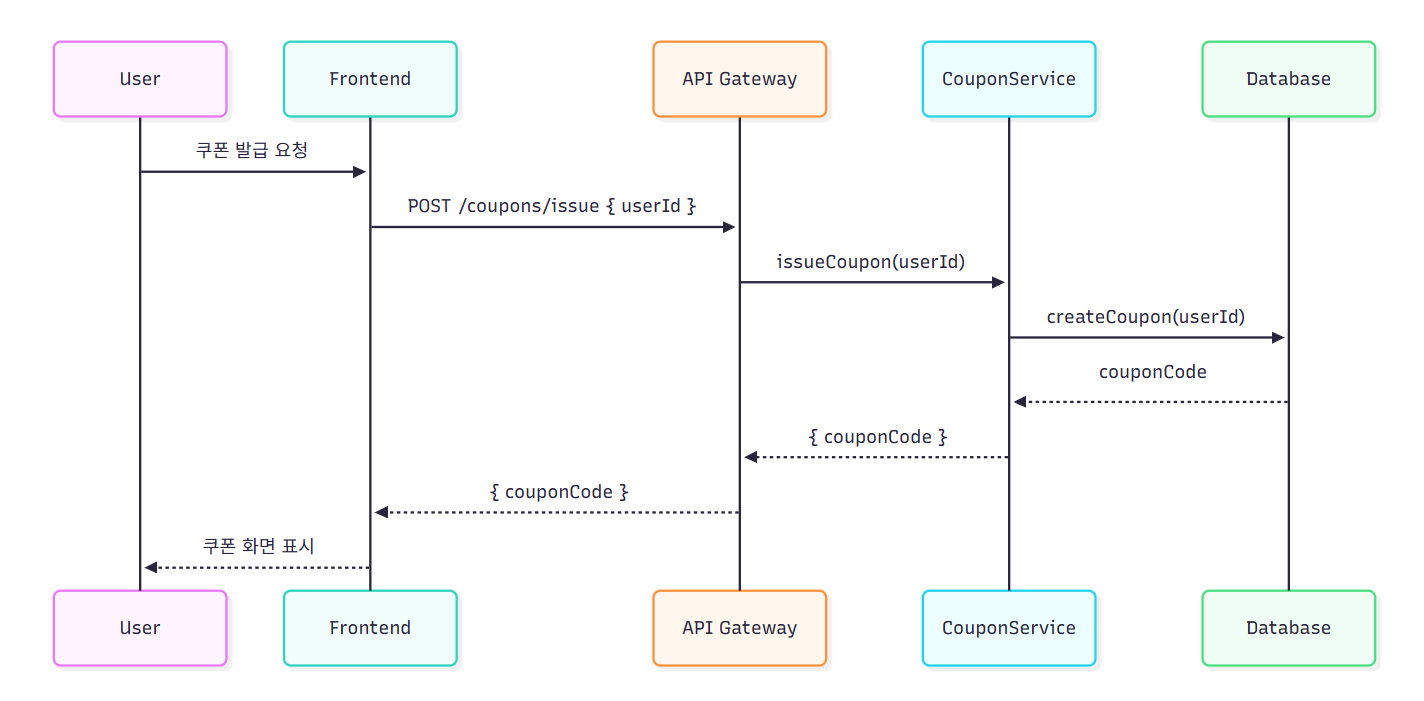 User
Frontend
API Gateway
CouponService
Database
쿠폰 발급 요청
POST /coupons/issue { userId }
issueCoupon(userId)
createCoupon(userId)
couponCode
{ couponCode }
{ couponCode }
쿠폰 화면 표시
User
Frontend
API Gateway
CouponService
Database